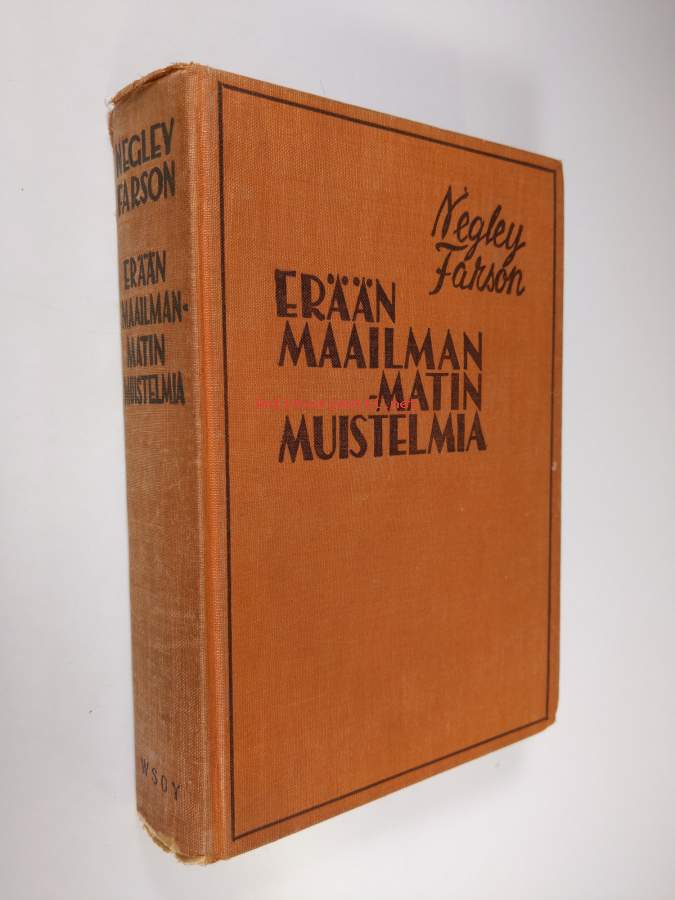 NEGLEY
FARSON
ERÄÄN
MAAILMAN-
MATIN
MUISTELMIA
WSOY
Negley
Farson
ERÄÄN
MAAILMAN
-MATIN
MUISTELMIA